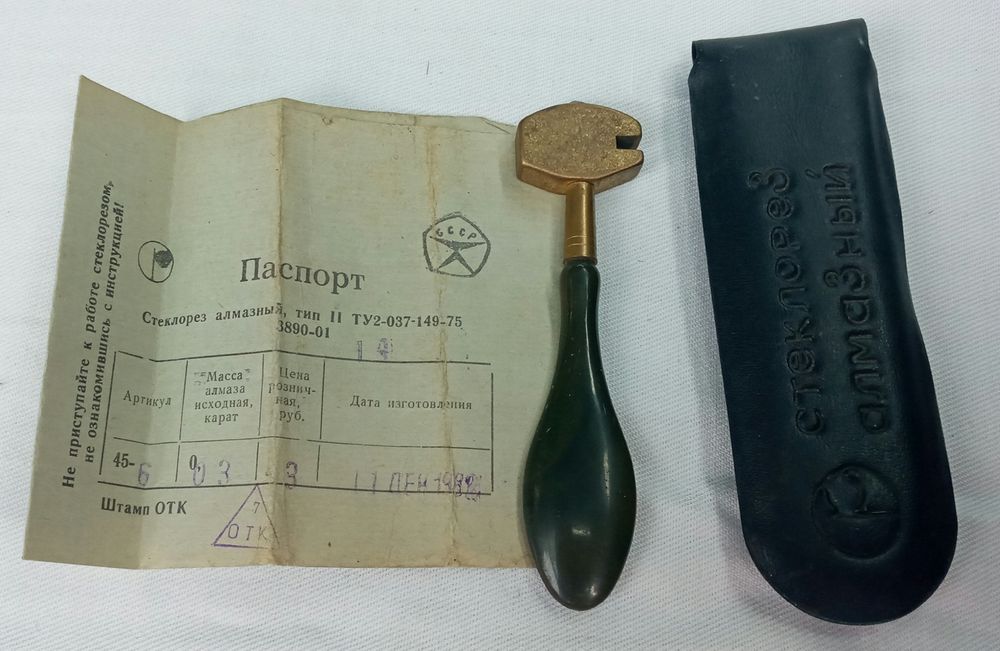 Не приступайте к работе стеклорезом,
не ознакомившись с инструкцией!
СССР
Паспорт
Стеклорез алмазный, тип II ТУ2-037-149-75
3890-01
Артикул
Масса
алмаза
исходная,
карат
Цена
рознич-
ная,
руб.
Дата изготовления
45-6
0,03
3
11
Штамп ОТК
7
ОТК
стеклорез
алмазный